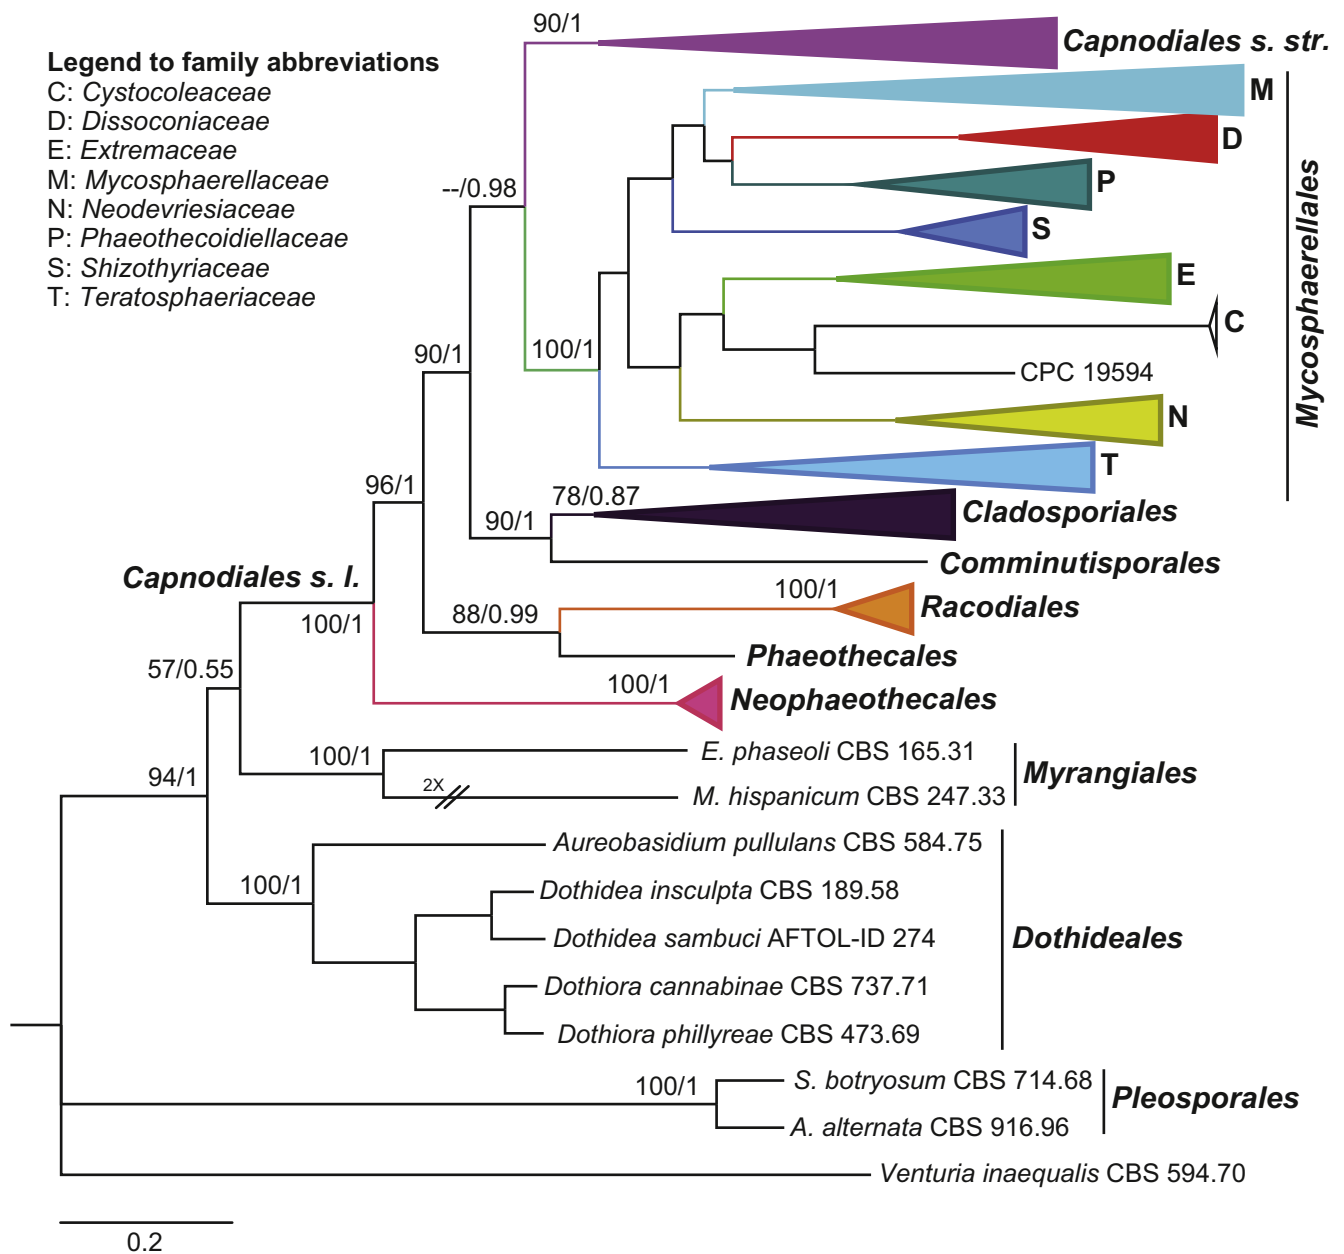 90/1
Capnodiales s. str.
Legend to family abbreviations
C: Cystocoleaceae
D: Dissoconiaceae
E: Extremaceae
M: Mycosphaerellaceae
N: Neodevriesiaceae
P: Phaeothecoidiellaceae
S: Shizothyriaceae
T: Teratosphaeriaceae
M
D
P
--/0.98
S
E
C
Mycosphaerellales
90/1
100/1
CPC 19594
N
T
96/1
78/0.87
90/1
Cladosporiales
Comminutisporales
Capnodiales s. l.
100/1
100/1
Racodiales
88/0.99
Phaeothecales
57/0.55
100/1
Neophaeothecales
100/1
E. phaseoli CBS 165.31
Myrangiales
94/1
2X
M. hispanicum CBS 247.33
Aureobasidium pullulans CBS 584.75
100/1
Dothidea insculpta CBS 189.58
Dothidea sambuci AFTOL-ID 274
Dothideales
Dothiora cannabinae CBS 737.71
Dothiora phillyreae CBS 473.69
100/1
S. botryosum CBS 714.68
Pleosporales
A. alternata CBS 916.96
Venturia inaequalis CBS 594.70
0.2